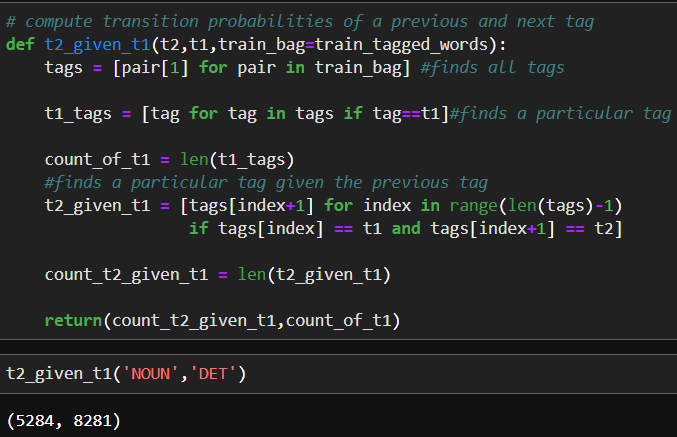 # compute transition probabilities of a previous and next tag
def t2_given_t1(t2,t1,train_bag=train_tagged_words):
    tags = [pair[1] for pair in train_bag] #finds all tags
    t1_tags = [tag for tag in tags if tag==t1]#finds a particular tag
    count_of_t1 = len(t1_tags)
    #finds a particular tag given the previous tag
    t2_given_t1 = [tags[index+1] for index in range(len(tags)-1)
                   if tags[index] == t1 and tags[index+1] == t2]
    count_t2_given_t1 = len(t2_given_t1)
    return(count_t2_given_t1,count_of_t1)
t2_given_t1('NOUN','DET')
(5284, 8281)